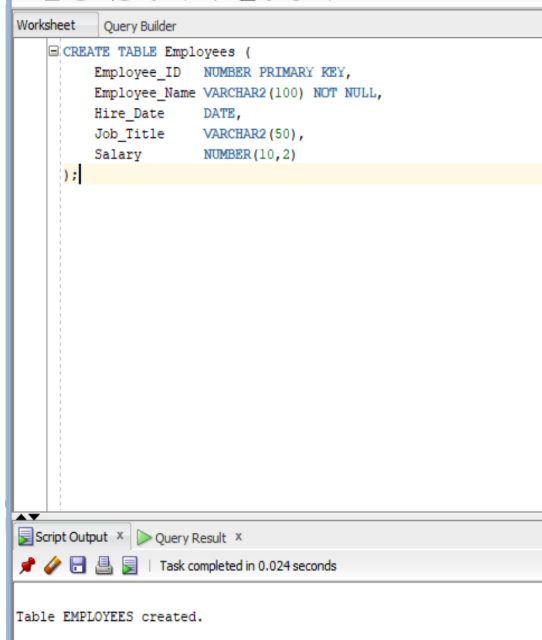 Worksheet Query Builder
CREATE TABLE Employees (
Employee_ID NUMBER PRIMARY KEY,
Employee_Name VARCHAR2(100) NOT NULL,
Hire_Date DATE,
Job_Title VARCHAR2(50),
Salary NUMBER(10,2)
);
Script Output x Query Result x
Task completed in 0.024 seconds
Table EMPLOYEES created.